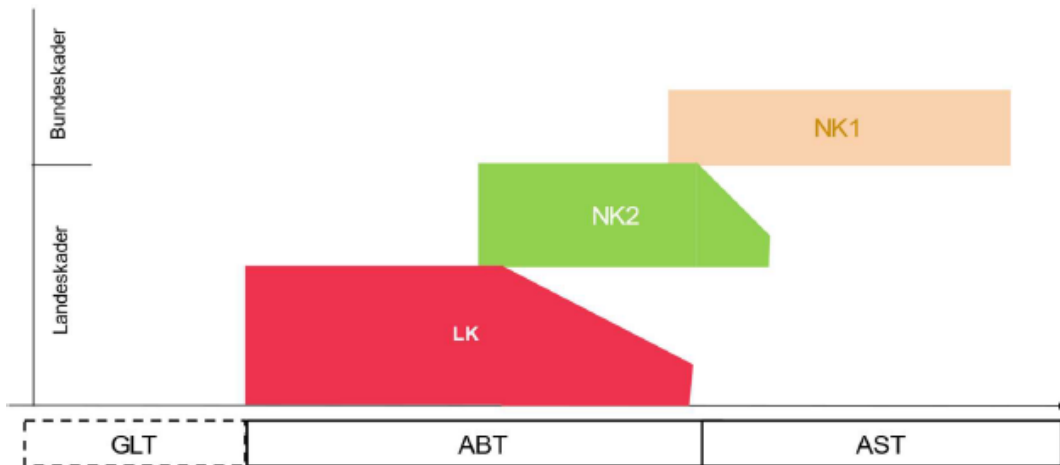 Bundeskader
NK1
NK2
Landeskader
LK
GLT
ABT
AST